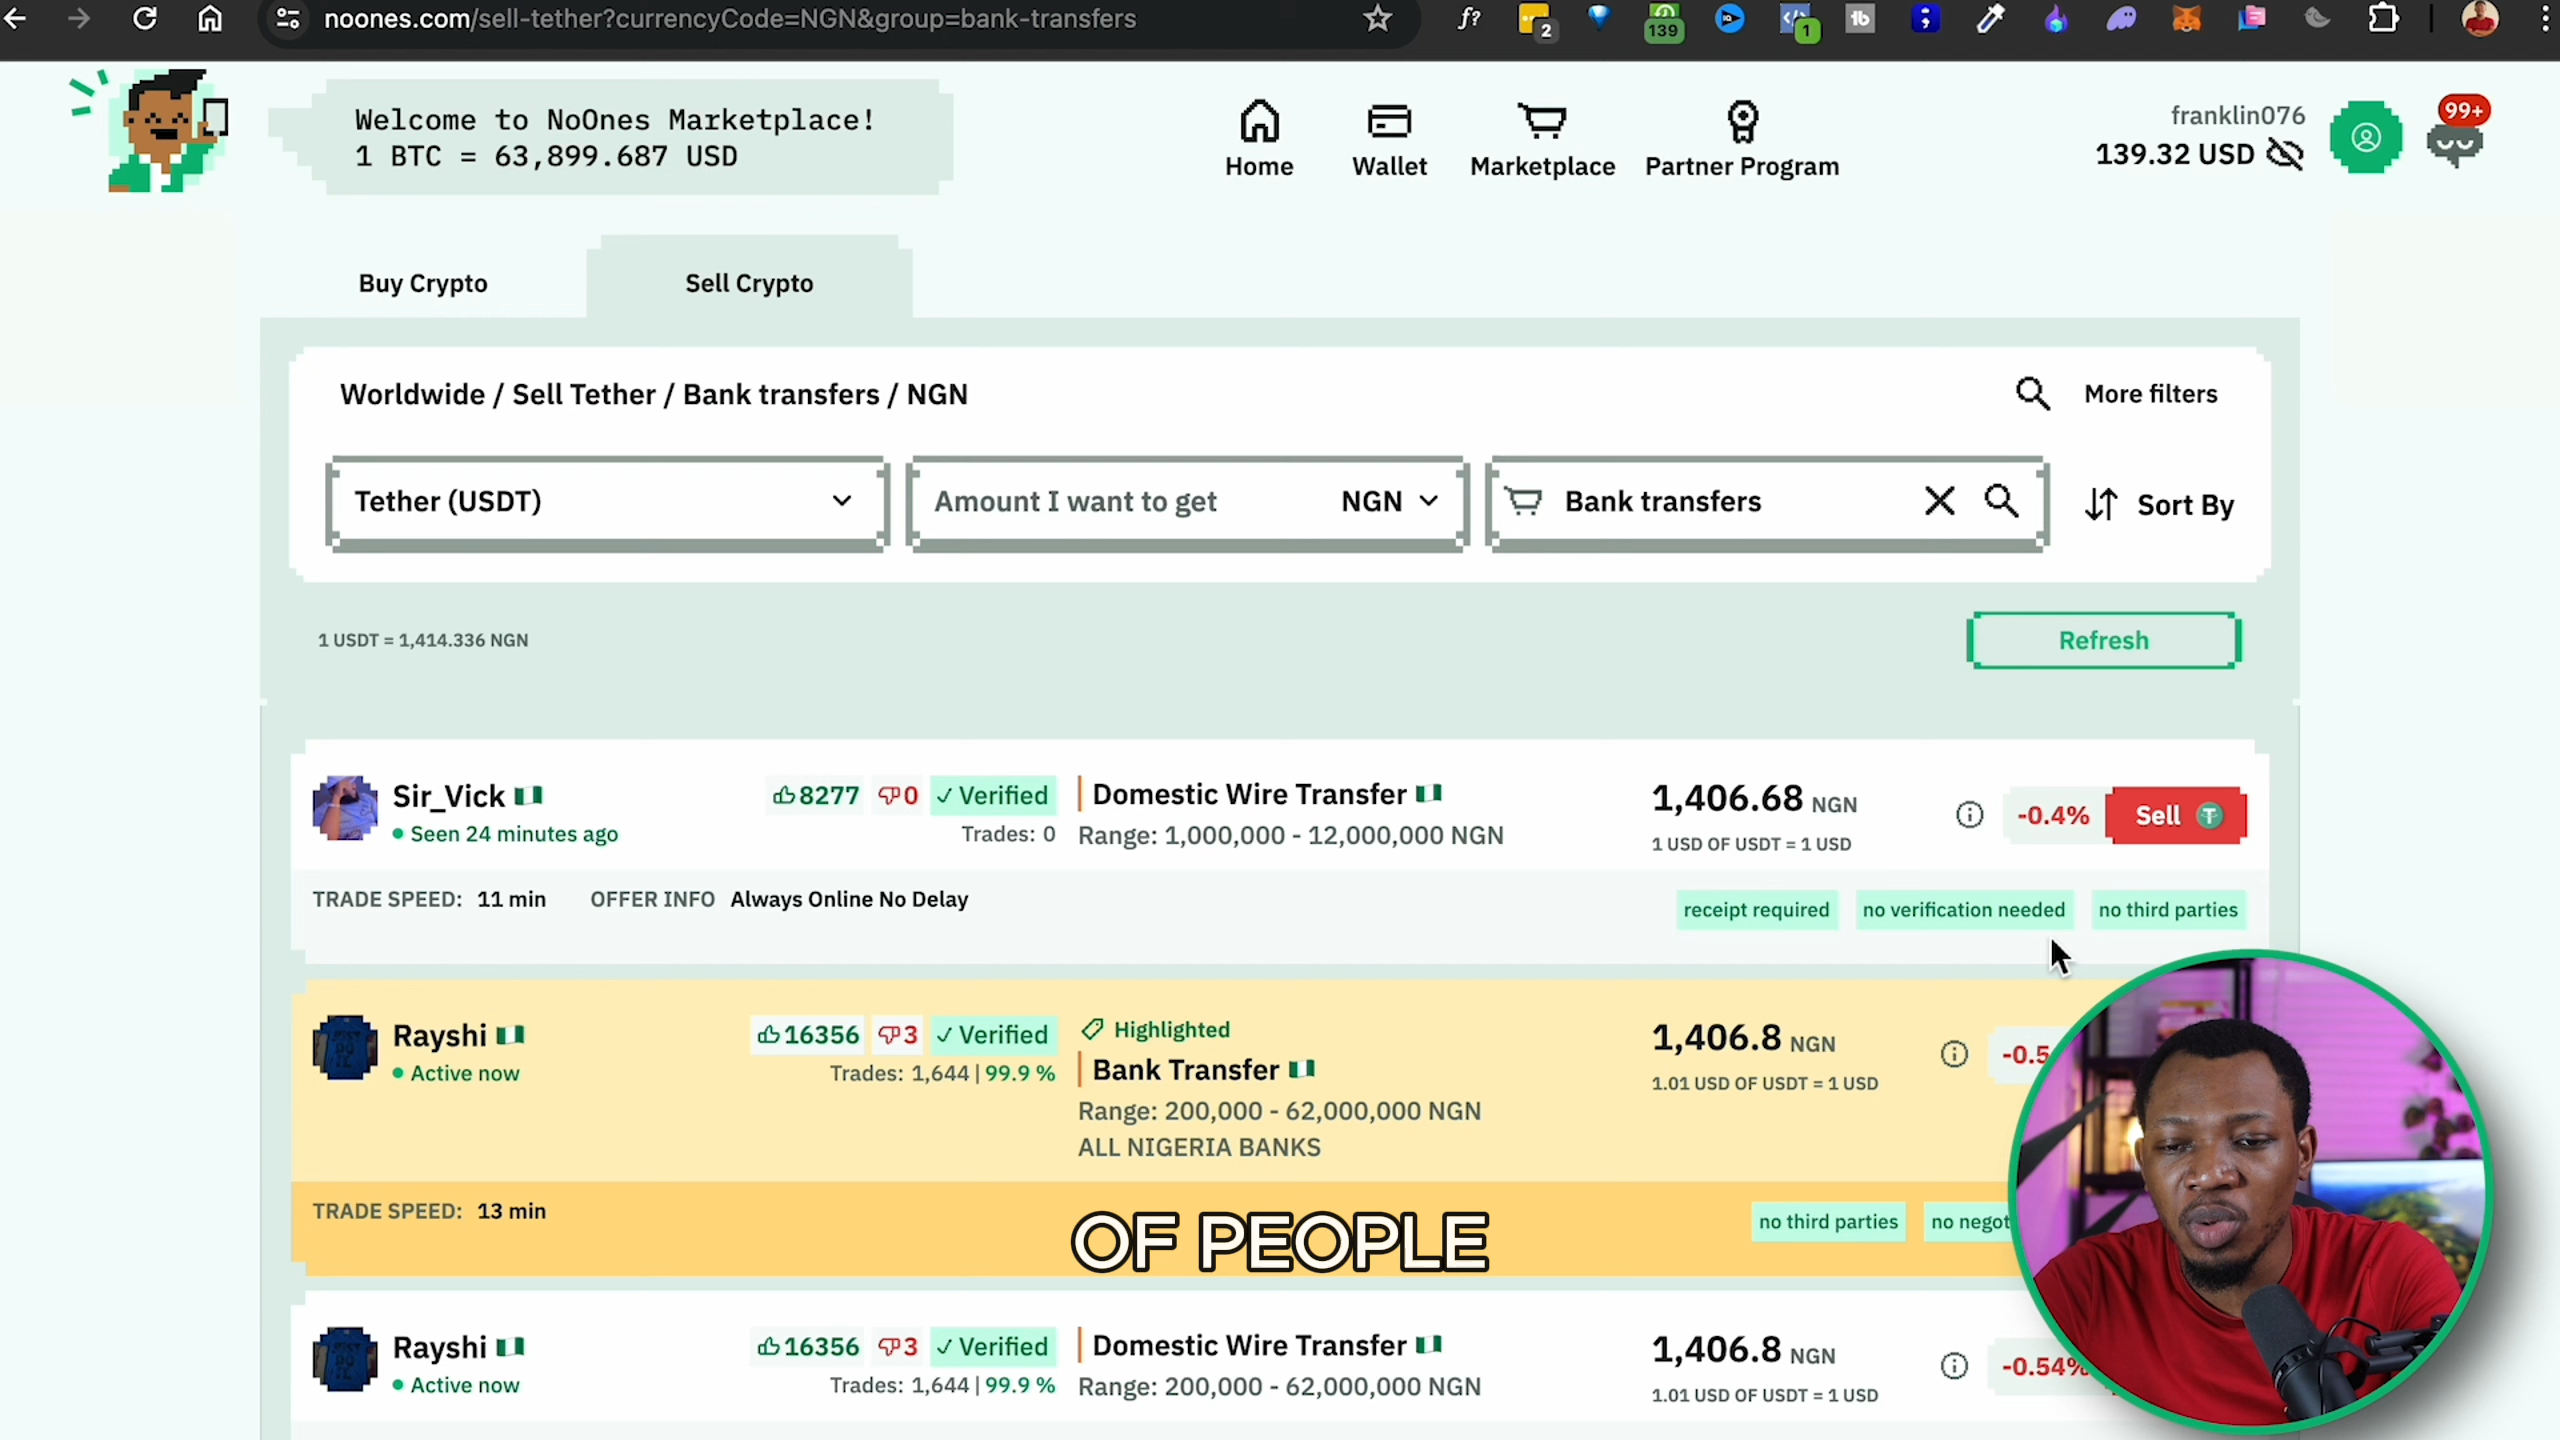 noones.com/sell-tether?currencyCode=NGN&group=bank-transfers
2
139
1
Welcome to NoOnes Marketplace!
1 BTC = 63,899.687 USD
Home
Wallet
Marketplace
Partner Program
franklin076
139.32 USD
99+
Buy Crypto
Sell Crypto
Worldwide / Sell Tether / Bank transfers / NGN
More filters
Tether (USDT)
Amount I want to get
NGN
Bank transfers
Sort By
1 USDT = 1,414.336 NGN
Refresh
Sir_Vick
8277
0
✓ Verified
Domestic Wire Transfer
1,406.68 NGN
-0.4%
Sell
Seen 24 minutes ago
Trades: 0
Range: 1,000,000 - 12,000,000 NGN
1 USD OF USDT = 1 USD
TRADE SPEED: 11 min
OFFER INFO Always Online No Delay
receipt required
no verification needed
no third parties
Rayshi
16356
3
✓ Verified
Highlighted
Bank Transfer
1,406.8 NGN
-0.5
Active now
Trades: 1,644 | 99.9 %
Range: 200,000 - 62,000,000 NGN
ALL NIGERIA BANKS
1.01 USD OF USDT = 1 USD
TRADE SPEED: 13 min
no third parties
no negot
OF PEOPLE
Rayshi
16356
3
✓ Verified
Domestic Wire Transfer
1,406.8 NGN
-0.54%
Active now
Trades: 1,644 | 99.9 %
Range: 200,000 - 62,000,000 NGN
1.01 USD OF USDT = 1 USD